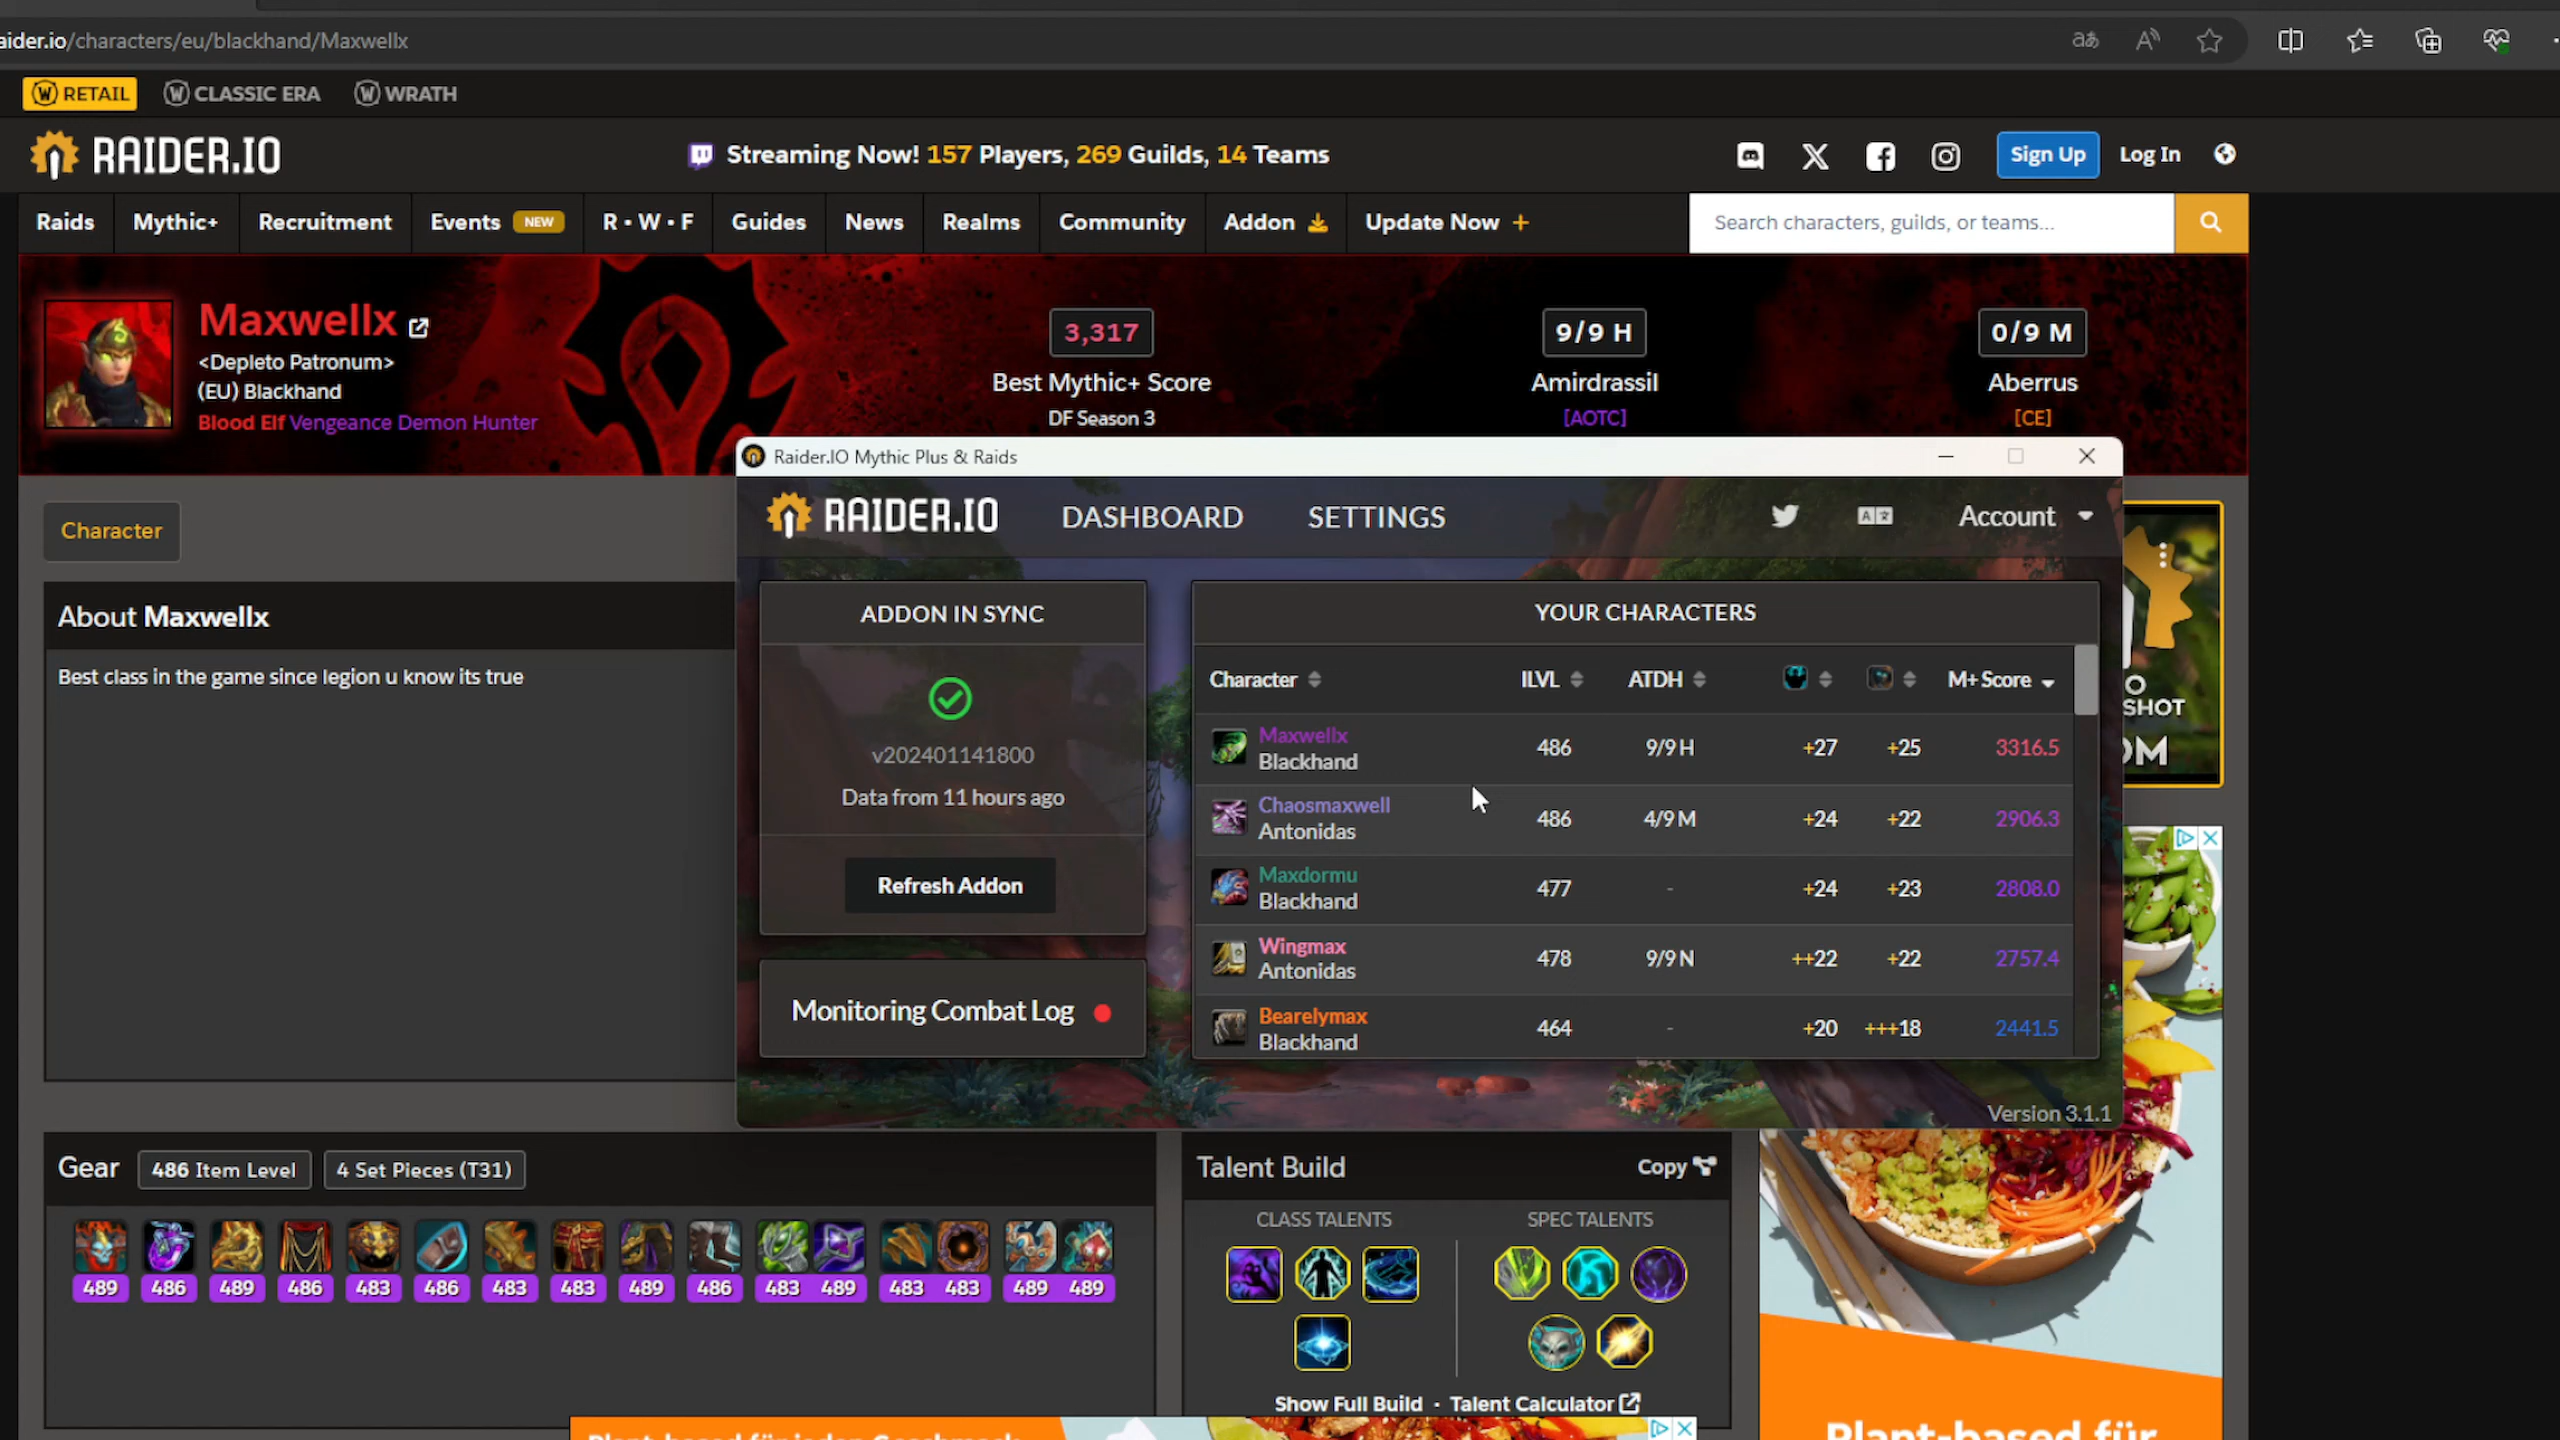 aider.io/characters/eu/blackhand/Maxwellx
RETAIL CLASSIC ERA WRATH
RAIDER.IO
Streaming Now! 157 Players, 269 Guilds, 14 Teams
Sign Up Log In
Raids Mythic+ Recruitment Events NEW R • W • F Guides News Realms Community Addon Update Now +
Search characters, guilds, or teams...
Maxwellx
<Depleto Patronum>
(EU) Blackhand
Blood Elf Vengeance Demon Hunter
3,317
Best Mythic+ Score
DF Season 3
9/9 H
Amirdrassil
[AOTC]
0/9 M
Aberrus
[CE]
Character
About Maxwellx
Best class in the game since legion u know its true
Raider.IO Mythic Plus & Raids
RAIDER.IO DASHBOARD SETTINGS Account
ADDON IN SYNC
v202401141800
Data from 11 hours ago
Refresh Addon
Monitoring Combat Log
YOUR CHARACTERS
Character ILVL ATDH M+ Score
Maxwellx
Blackhand 486 9/9 H +27 +25 3316.5
Chaosmaxwell
Antonidas 486 4/9 M +24 +22 2906.3
Maxdormu
Blackhand 477 - +24 +23 2808.0
Wingmax
Antonidas 478 9/9 N ++22 +22 2757.4
Bearelymax
Blackhand 464 - +20 +++18 2441.5
Version 3.1.1
Gear 486 Item Level 4 Set Pieces (T31)
489 486 489 486 483 486 483 483 489 486 483 489 483 483 489 489
Talent Build Copy
CLASS TALENTS SPEC TALENTS
Show Full Build • Talent Calculator
Plant-based für